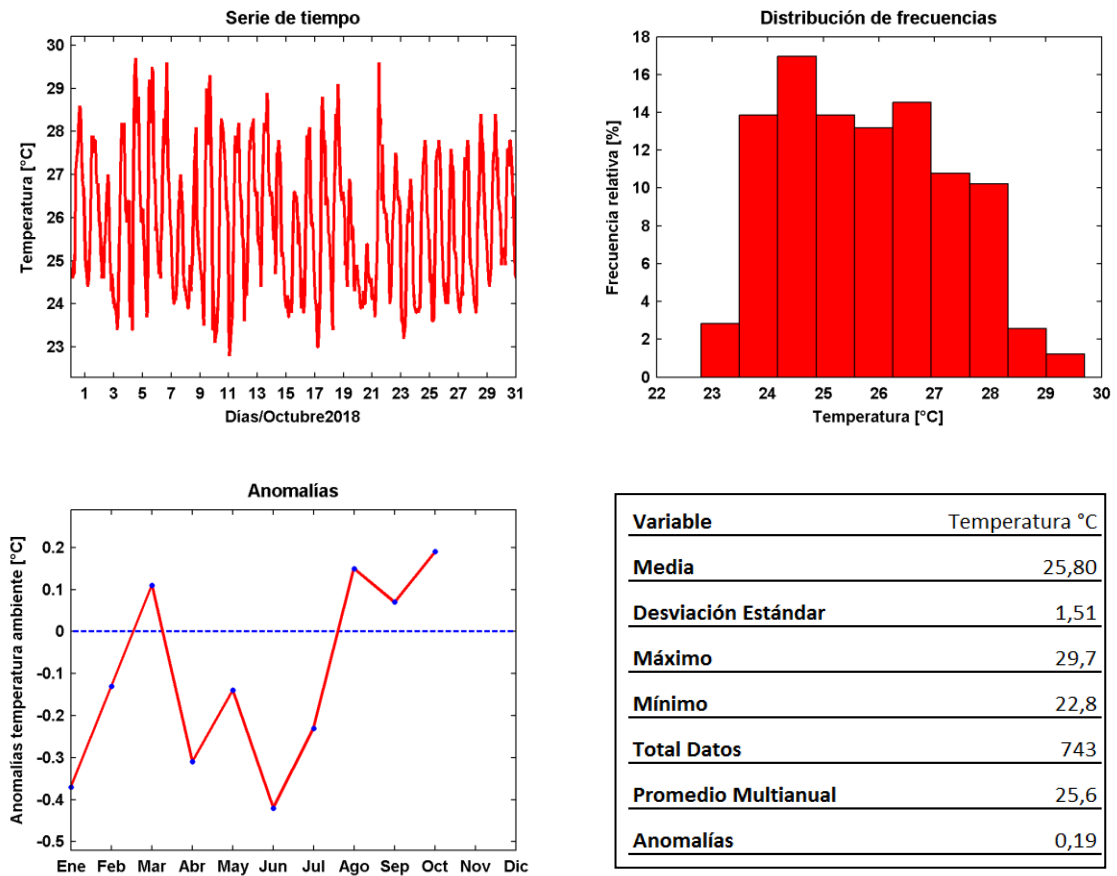 Serie de tiempo
30
29
28
27
26
25
24
23
Temperatura [°C]
1 3 5 7 9 11 13 15 17 19 21 23 25 27 29 31
Días/Octubre2018
Distribución de frecuencias
18
16
14
12
10
8
6
4
2
0
Frecuencia relativa [%]
22 23 24 25 26 27 28 29 30
Temperatura [°C]
Anomalías
0.2
0.1
0
-0.1
-0.2
-0.3
-0.4
-0.5
Anomalías temperatura ambiente [°C]
Ene Feb Mar Abr May Jun Jul Ago Sep Oct Nov Dic
Variable Temperatura °C
Media 25,80
Desviación Estándar 1,51
Máximo 29,7
Mínimo 22,8
Total Datos 743
Promedio Multianual 25,6
Anomalías 0,19